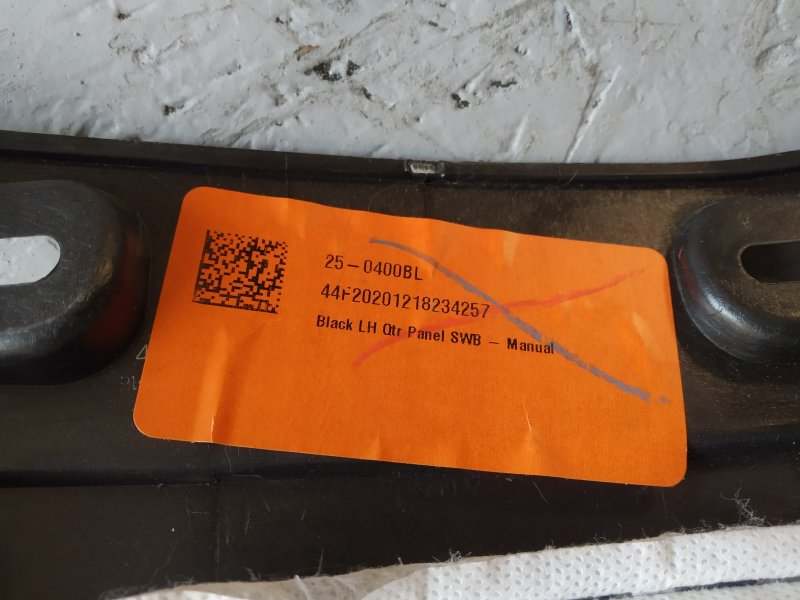 25-0400BL
44F20201218234257
Black LH Qtr Panel SWB - Manual